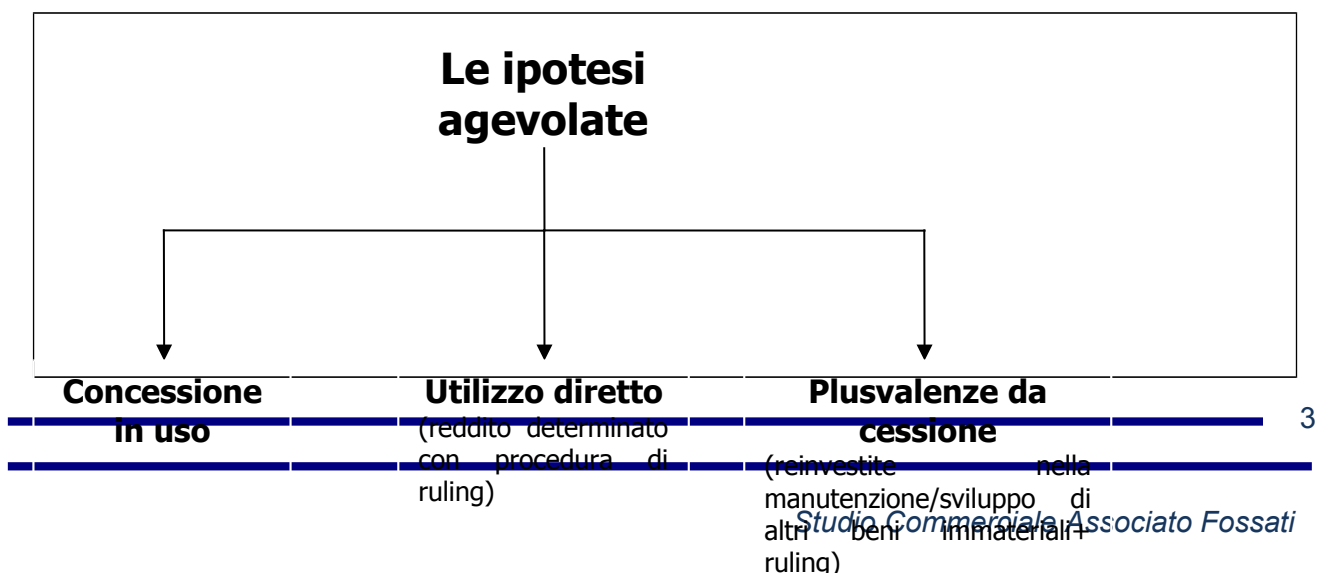 Le ipotesi
agevolate
Concessione
in uso
Utilizzo diretto
(reddito determinato
con procedura di
ruling)
Plusvalenze da
cessione
(reinvestite nella
manutenzione/sviluppo di
altri beni immateriali+
ruling)
3
Studio Commerciale Associato Fossati